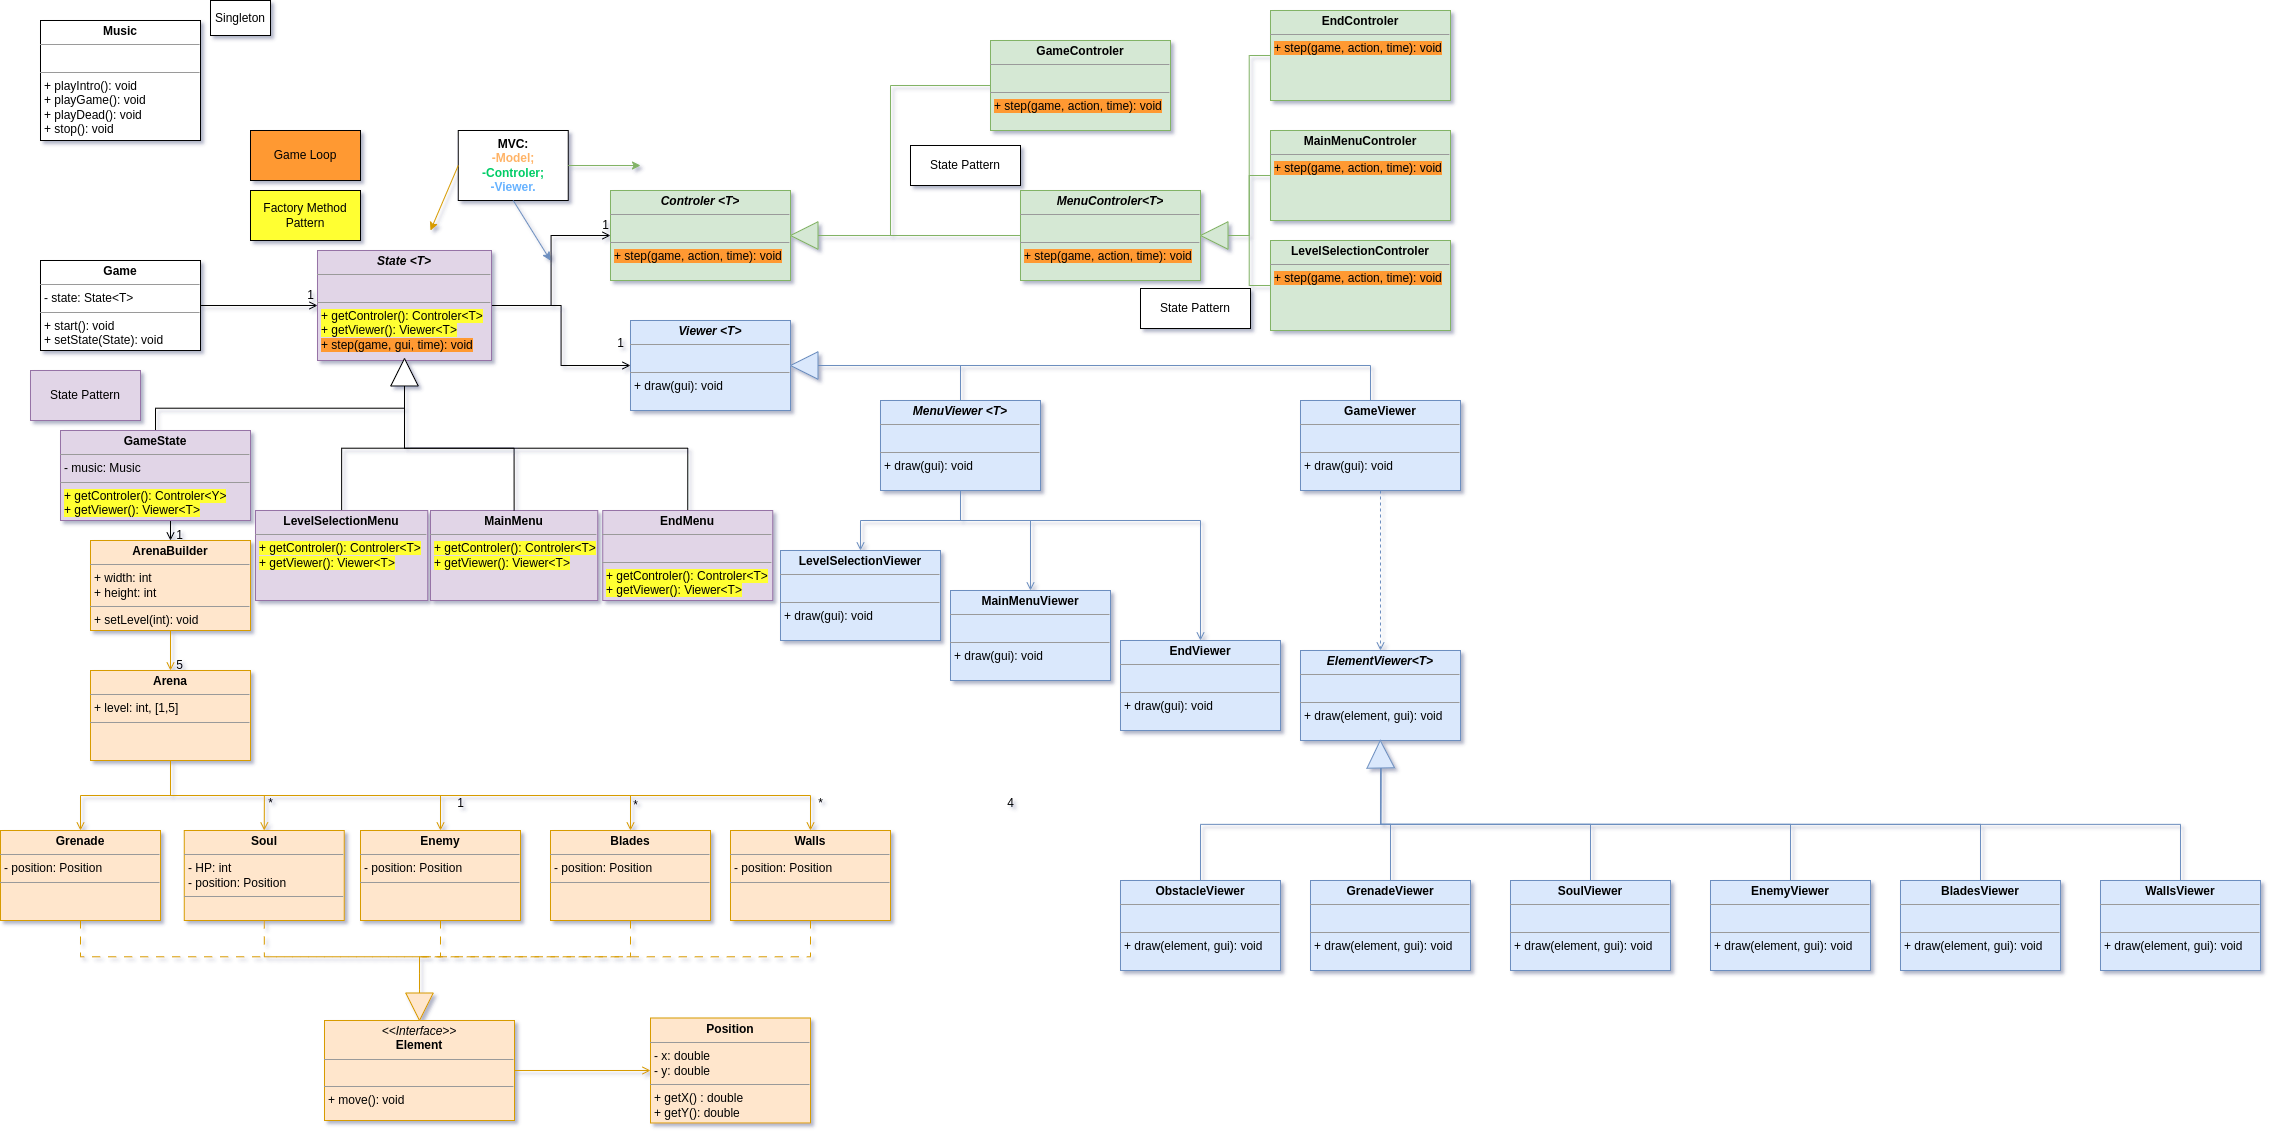 Singleton
Music
+ playIntro(): void
+ playGame(): void
+ playDead(): void
+ stop(): void
Game Loop
Factory Method
Pattern
MVC:
-Model;
-Controler;
-Viewer.
GameControler
+ step(game, action, time): void
EndControler
+ step(game, action, time): void
State Pattern
MainMenuControler
+ step(game, action, time): void
Controler <T>
+ step(game, action, time): void
1
MenuControler<T>
+ step(game, action, time): void
LevelSelectionControler
+ step(game, action, time): void
State Pattern
Game
- state: State<T>
+ start(): void
+ setState(State): void
1
State <T>
+ getControler(): Controler<T>
+ getViewer(): Viewer<T>
+ step(game, gui, time): void
1
Viewer <T>
+ draw(gui): void
State Pattern
GameState
- music: Music
+ getControler(): Controler<Y>
+ getViewer(): Viewer<T>
1
MenuViewer <T>
+ draw(gui): void
GameViewer
+ draw(gui): void
LevelSelectionMenu
+ getControler(): Controler<T>
+ getViewer(): Viewer<T>
MainMenu
+ getControler(): Controler<T>
+ getViewer(): Viewer<T>
EndMenu
+ getControler(): Controler<T>
+ getViewer(): Viewer<T>
ArenaBuilder
+ width: int
+ height: int
+ setLevel(int): void
5
LevelSelectionViewer
+ draw(gui): void
MainMenuViewer
+ draw(gui): void
EndViewer
+ draw(gui): void
ElementViewer<T>
+ draw(element, gui): void
Arena
+ level: int, [1,5]
*
1
*
*
4
Grenade
- position: Position
Soul
- HP: int
- position: Position
Enemy
- position: Position
Blades
- position: Position
Walls
- position: Position
ObstacleViewer
+ draw(element, gui): void
GrenadeViewer
+ draw(element, gui): void
SoulViewer
+ draw(element, gui): void
EnemyViewer
+ draw(element, gui): void
BladesViewer
+ draw(element, gui): void
WallsViewer
+ draw(element, gui): void
<<Interface>>
Element
+ move(): void
Position
- x: double
- y: double
+ getX() : double
+ getY(): double